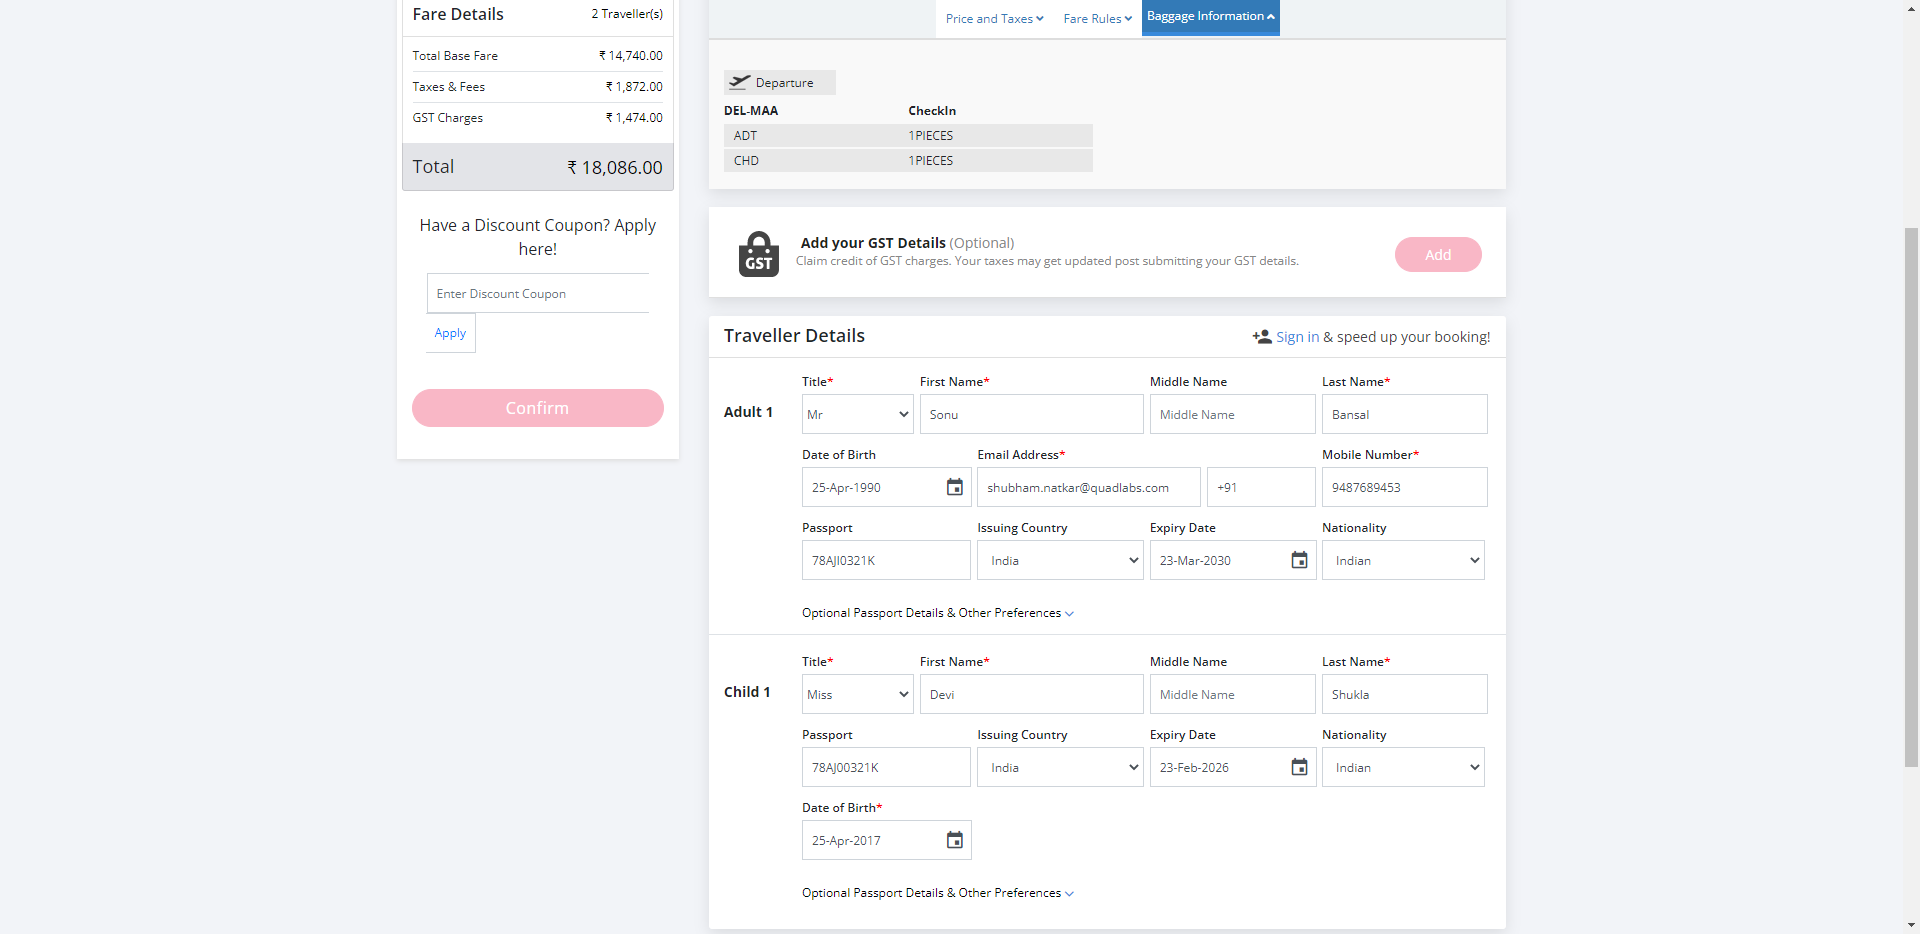 Fare Details 2 Traveller(s)
Total Base Fare ₹ 14,740.00
Taxes & Fees ₹ 1,872.00
GST Charges ₹ 1,474.00
Total ₹ 18,086.00
Have a Discount Coupon? Apply
here!
Enter Discount Coupon
Apply
Confirm
Price and Taxes Fare Rules Baggage Information
Departure
DEL-MAA CheckIn
ADT 1PIECES
CHD 1PIECES
GST
Add your GST Details (Optional)
Claim credit of GST charges. Your taxes may get updated post submitting your GST details.
Add
Traveller Details Sign in & speed up your booking!
Title* First Name* Middle Name Last Name*
Adult 1 Mr Sonu Middle Name Bansal
Date of Birth Email Address* Mobile Number*
25-Apr-1990 shubham.natkar@quadlabs.com +91 9487689453
Passport Issuing Country Expiry Date Nationality
78AJI0321K India 23-Mar-2030 Indian
Optional Passport Details & Other Preferences
Title* First Name* Middle Name Last Name*
Child 1 Miss Devi Middle Name Shukla
Passport Issuing Country Expiry Date Nationality
78AJ00321K India 23-Feb-2026 Indian
Date of Birth*
25-Apr-2017
Optional Passport Details & Other Preferences